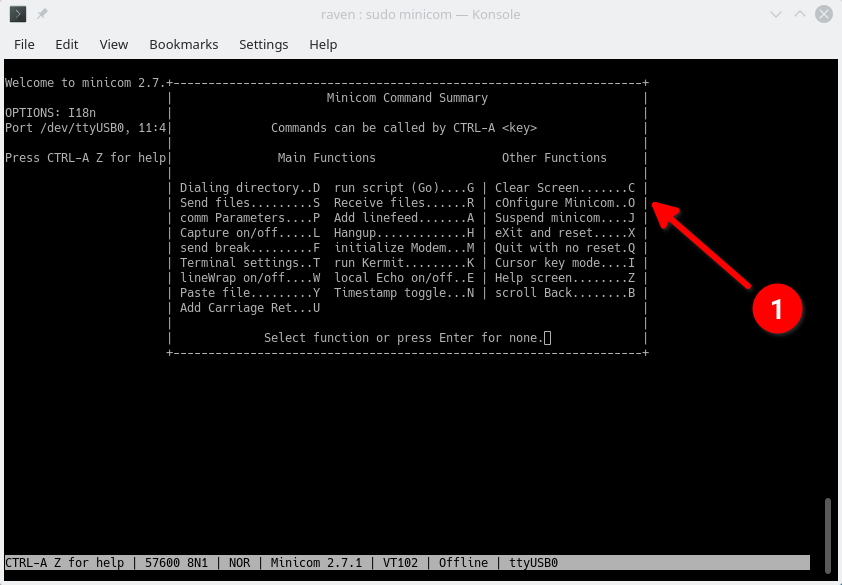 raven : sudo minicom — Konsole
File Edit View Bookmarks Settings Help
Welcome to minicom 2.7.+-------------------------------------------------------------------+
| Minicom Command Summary |
OPTIONS: I18n | |
Port /dev/ttyUSB0, 11:4| Commands can be called by CTRL-A <key> |
| |
Press CTRL-A Z for help| Main Functions Other Functions |
| |
| Dialing directory..D run script (Go)....G | Clear Screen.......C |
| Send files.........S Receive files......R | cOnfigure Minicom..O |
| comm Parameters....P Add linefeed.......A | Suspend minicom....J |
| Capture on/off.....L Hangup.............H | eXit and reset.....X |
| send break.........F initialize Modem...M | Quit with no reset.Q |
| Terminal settings..T run Kermit.........K | Cursor key mode....I |
| lineWrap on/off....W local Echo on/off..E | Help screen........Z |
| Paste file.........Y Timestamp toggle...N | scroll Back........B |
| Add Carriage Ret...U |
| |
| Select function or press Enter for none. |
+-------------------------------------------------------------------+
1
CTRL-A Z for help | 57600 8N1 | NOR | Minicom 2.7.1 | VT102 | Offline | ttyUSB0